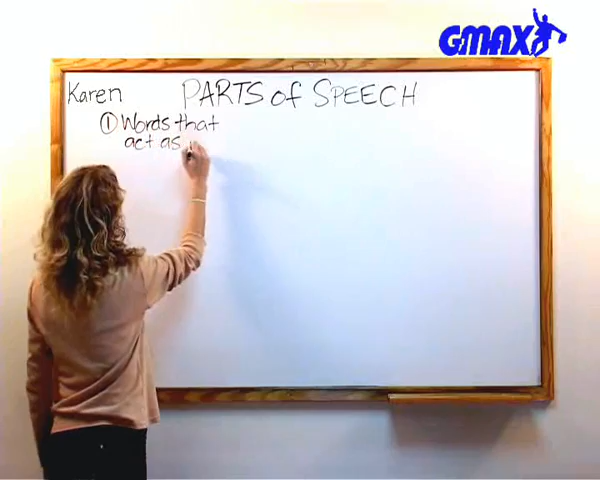 GMAX
Karen
PARTS of SPEECH
① Words that
act as